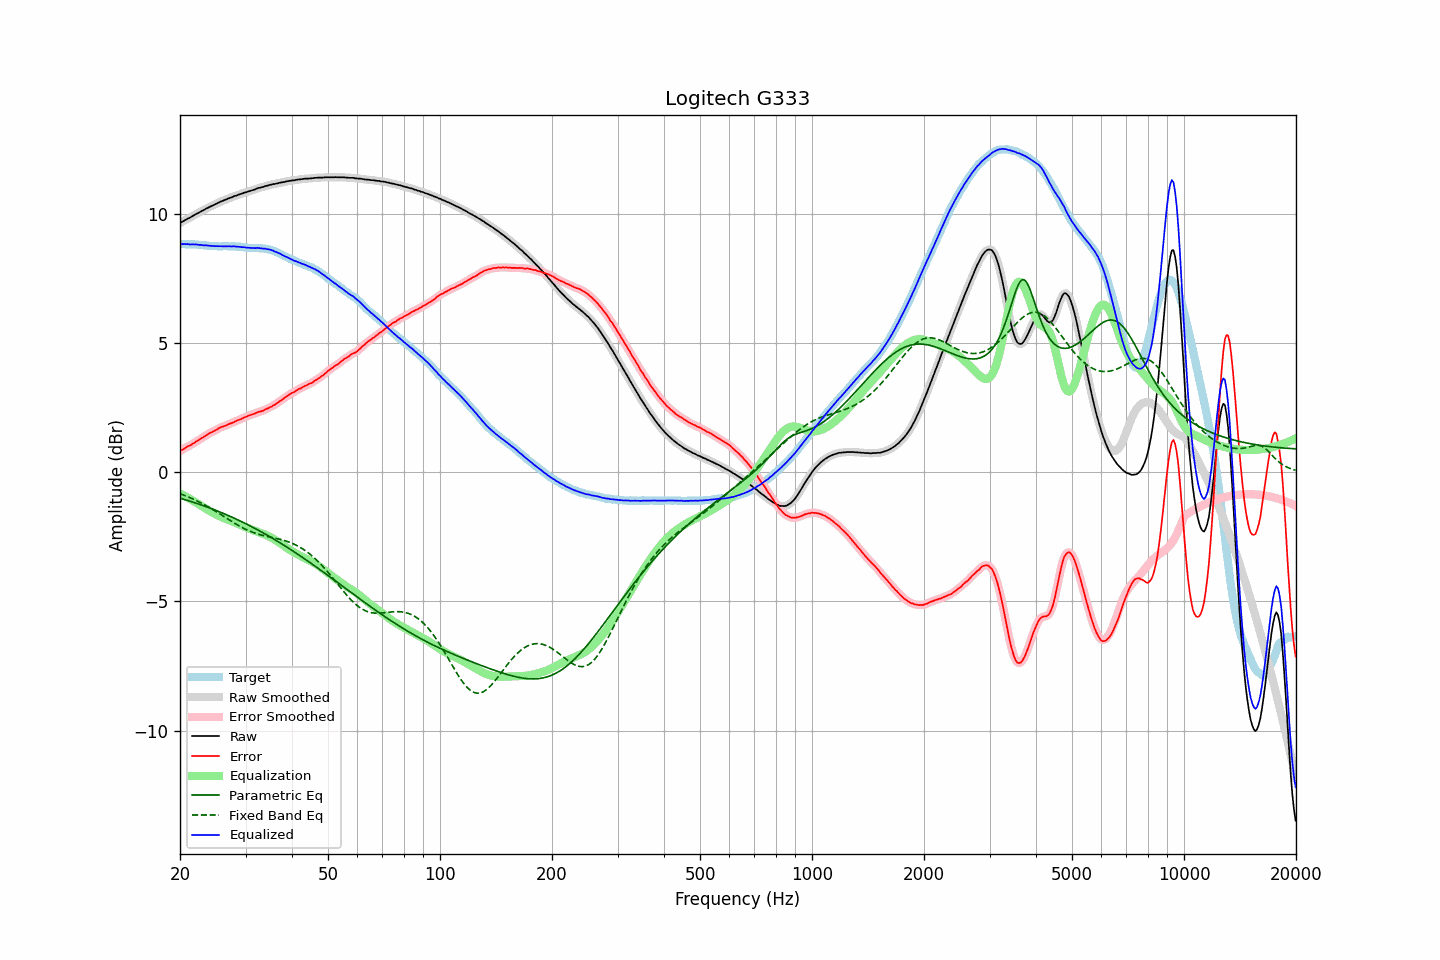 Logitech G333
Amplitude (dBr)
10
5
0
−5
−10
Target
Raw Smoothed
Error Smoothed
Raw
Error
Equalization
Parametric Eq
Fixed Band Eq
Equalized
20 50 100 200 500 1000 2000 5000 10000 20000
Frequency (Hz)